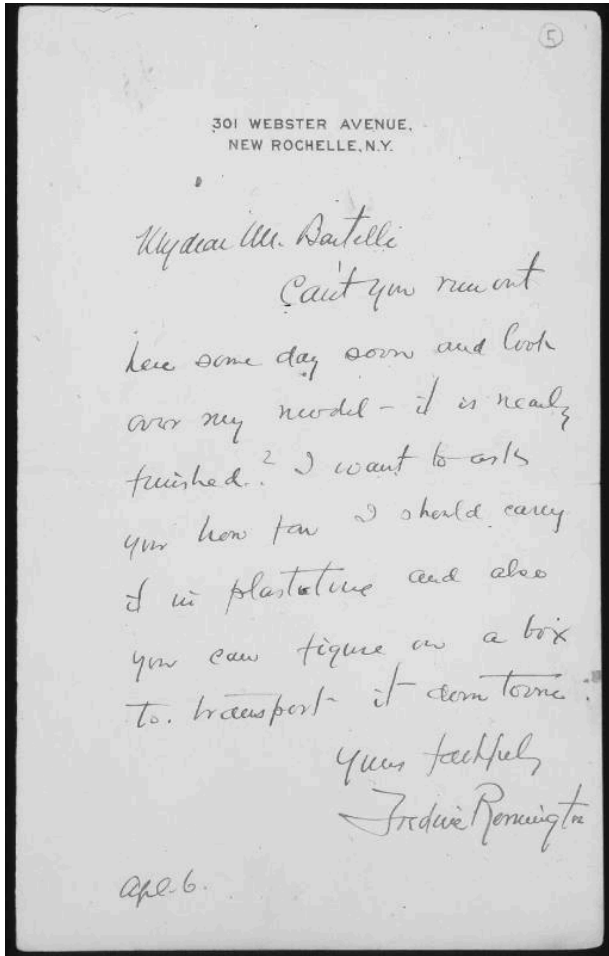 5
301 WEBSTER AVENUE,
NEW ROCHELLE, N.Y.
My dear Mr. Bertelli
Can't you run out
here some day soon and look
over my model - it is nearly
finished? I want to ask
you how far I should carry
it in plastoline and also
you can figure on a box
to. transport it down town.
Yours faithfully
Frederic Remington
Apl. 6.